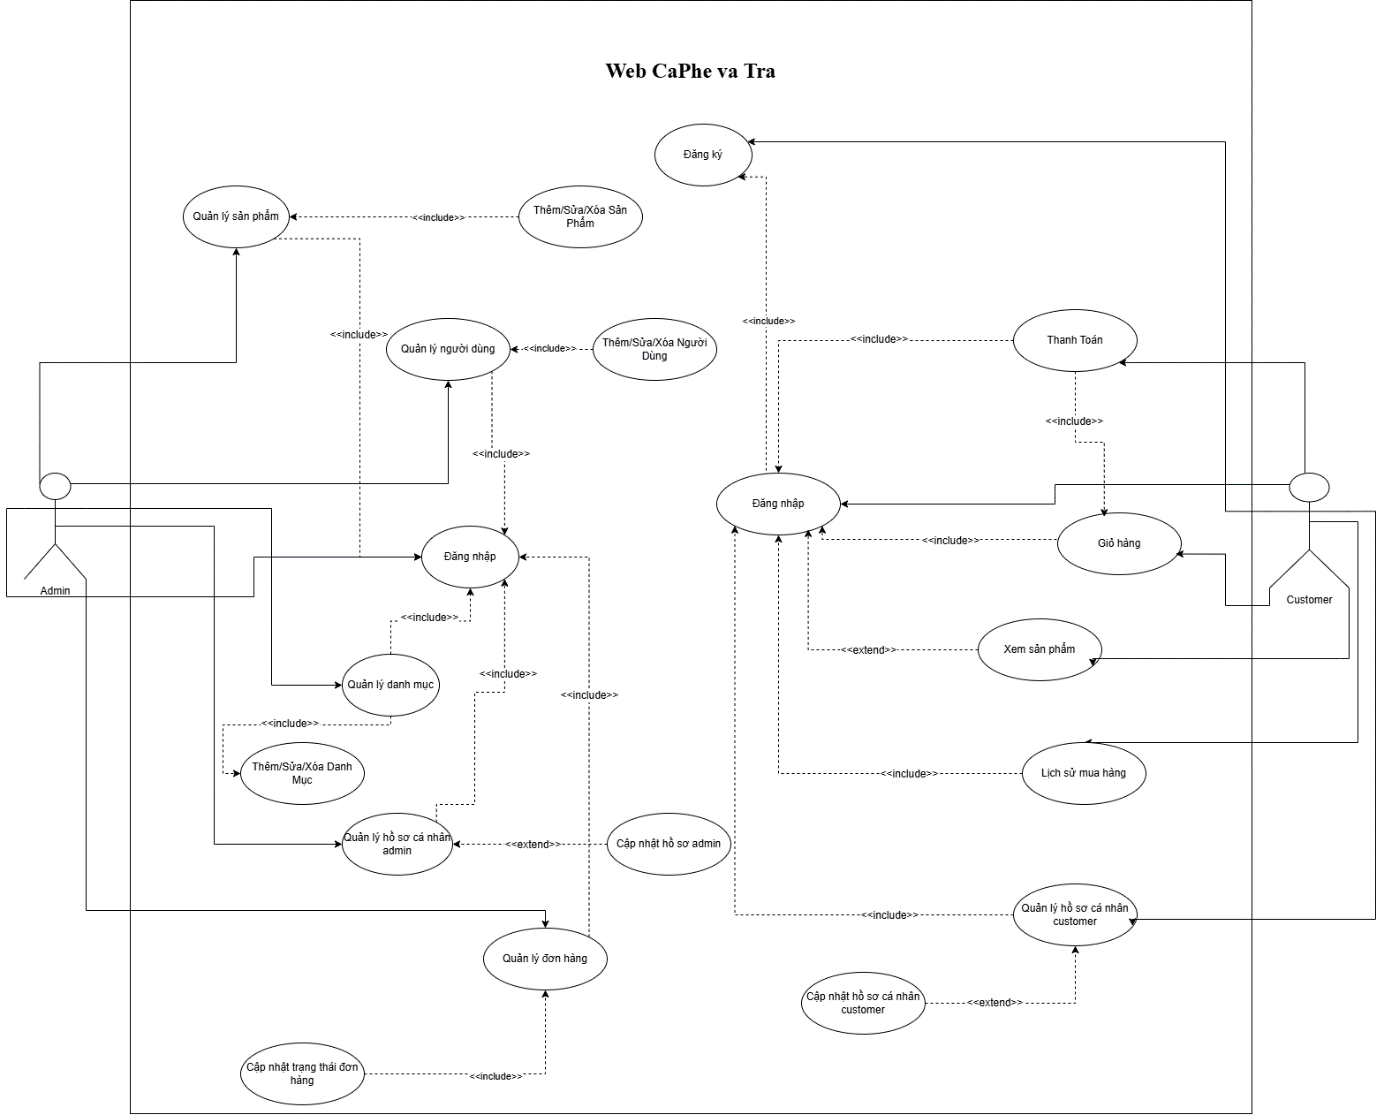 Web CaPhe va Tra
Đăng ký
Quản lý sản phẩm
<<include>>
Thêm/Sửa/Xóa Sản
Phẩm
<<include>>
<<include>>
Quản lý người dùng
<<include>>
Thêm/Sửa/Xóa Người
Dùng
<<include>>
Thanh Toán
<<include>>
<<include>>
Đăng nhập
Giỏ hàng
<<include>>
Đăng nhập
Admin
Customer
<<include>>
Xem sản phẩm
<<extend>>
Quản lý danh mục
<<include>>
<<include>>
<<include>>
Thêm/Sửa/Xóa Danh
Mục
Lịch sử mua hàng
<<include>>
Quản lý hồ sơ cá nhân
admin
<<extend>>
Cập nhật hồ sơ admin
Quản lý hồ sơ cá nhân
customer
<<include>>
Quản lý đơn hàng
Cập nhật hồ sơ cá nhân
customer
<<extend>>
Cập nhật trạng thái đơn
hàng
<<include>>